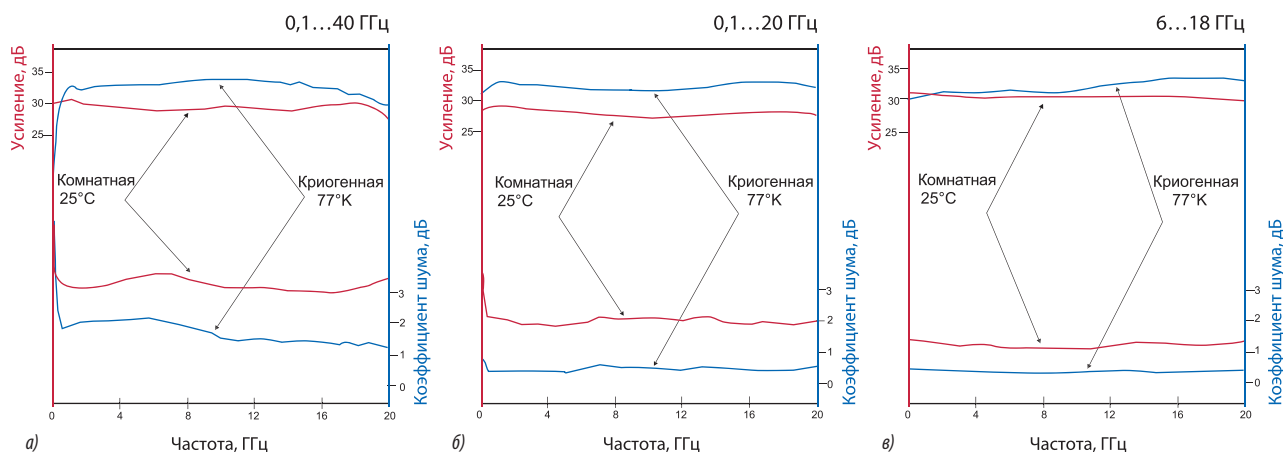 0,1...40 ГГц
Усиление, дБ
35
30
25
Комнатная
25°C
Криогенная
77°K
Коэффициент шума, дБ
3
2
1
0
0
4
8
12
16
20
Частота, ГГц
а)
0,1...20 ГГц
Усиление, дБ
35
30
25
Комнатная
25°C
Криогенная
77°K
Коэффициент шума, дБ
3
2
1
0
0
4
8
12
16
20
Частота, ГГц
б)
6...18 ГГц
Усиление, дБ
35
30
25
Комнатная
25°C
Криогенная
77°K
Коэффициент шума, дБ
3
2
1
0
0
4
8
12
16
20
Частота, ГГц
в)